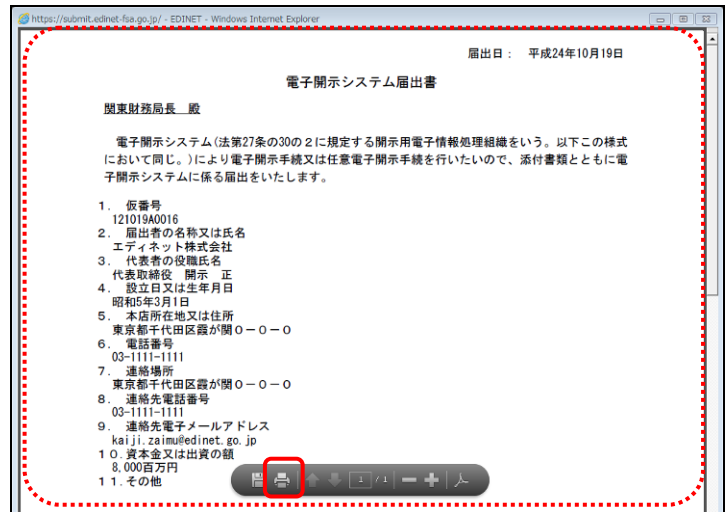 https://submit.edinet-fsa.go.jp/ - EDINET - Windows Internet Explorer
届出日： 平成24年10月19日
電子開示システム届出書
関東財務局長 殿
電子開示システム(法第27条の30の２に規定する開示用電子情報処理組織をいう。以下この様式
において同じ。)により電子開示手続又は任意電子開示手続を行いたいので、添付書類とともに電
子開示システムに係る届出をいたします。
１． 仮番号
121019A0016
２． 届出者の名称又は氏名
エディネット株式会社
３． 代表者の役職氏名
代表取締役 開示 正
４． 設立日又は生年月日
昭和5年3月1日
５． 本店所在地又は住所
東京都千代田区霞が関０－０－０
６． 電話番号
03-1111-1111
７． 連絡場所
東京都千代田区霞が関０－０－０
８． 連絡先電話番号
03-1111-1111
９． 連絡先電子メールアドレス
kaiji.zaimu@edinet.go.jp
１０．資本金又は出資の額
8,000百万円
１１．その他
1 / 1